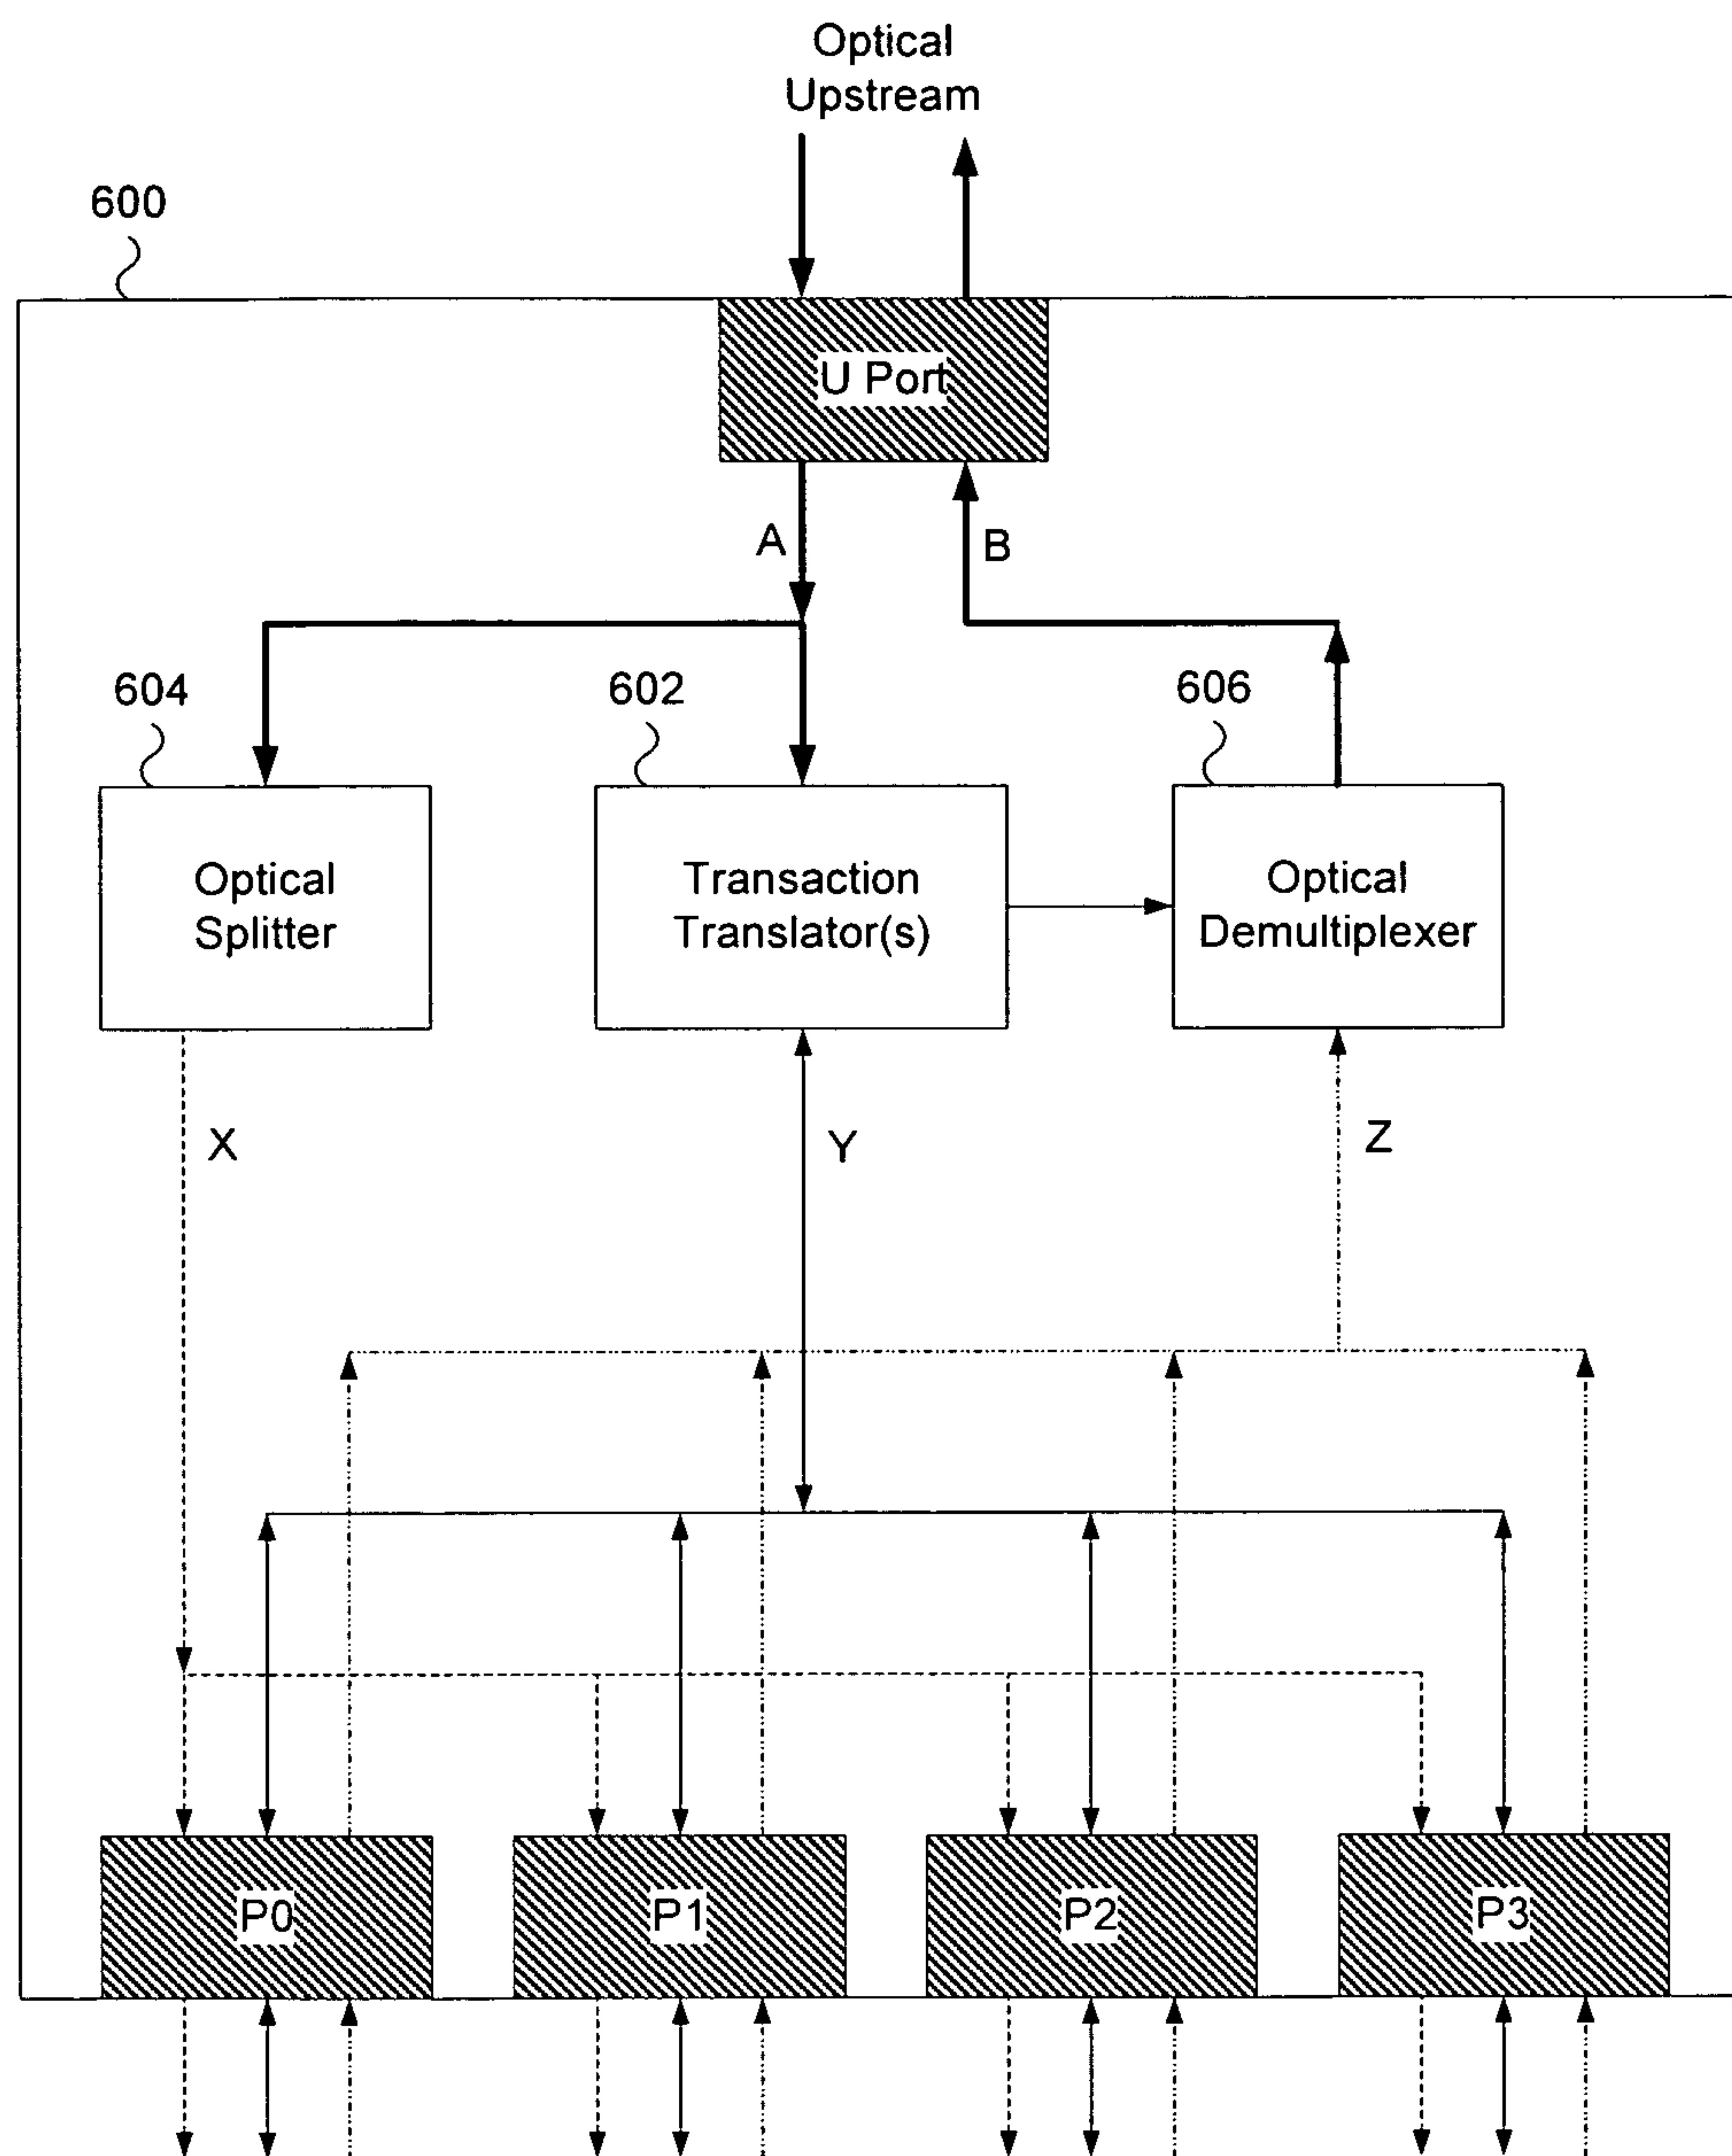 Optical
Upstream
600
U Port
A
B
604
602
606
Optical
Splitter
Transaction
Translator(s)
Optical
Demultiplexer
X
Y
Z
P0
P1
P2
P3